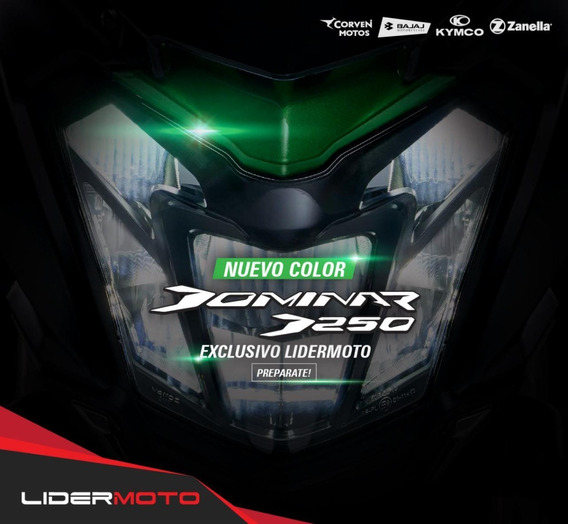 CORVEN
MOTOS
BAJAJ
KYMCO
Zanella
NUEVO COLOR
DOMINAR
D250
EXCLUSIVO LIDERMOTO
PREPARATE!
LIDERMOTO